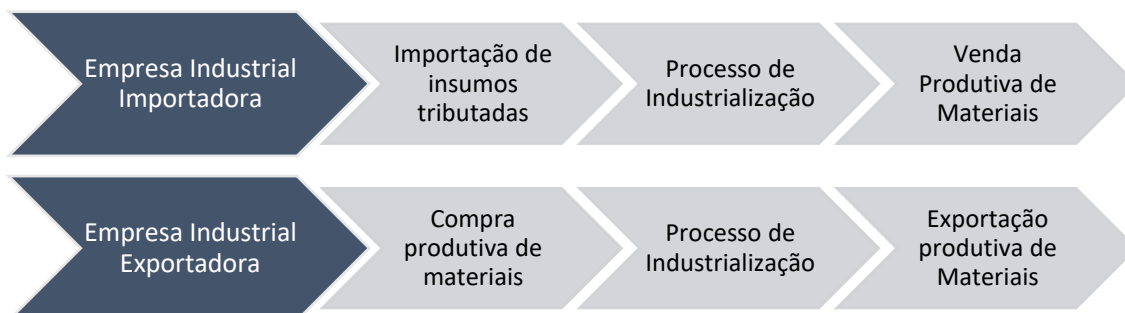 Empresa Industrial
Importadora
Importação de
insumos
tributadas
Processo de
Industrialização
Venda
Produtiva de
Materiais
Empresa Industrial
Exportadora
Compra
produtiva de
materiais
Processo de
Industrialização
Exportação
produtiva de
Materiais